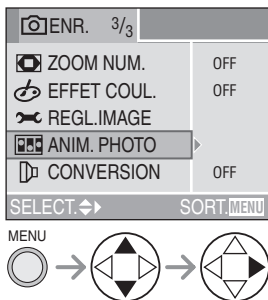 ENR. 3/3
ZOOM NUM. OFF
EFFET COUL. OFF
REGL.IMAGE
ANIM. PHOTO
CONVERSION OFF
SELECT. SORT.MENU
MENU